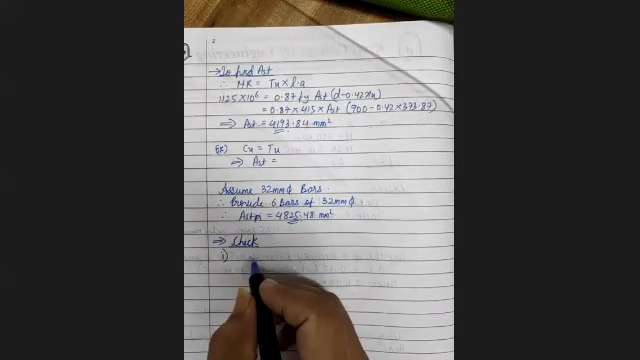 → To find Ast
∴ MR = Tu × l.a
1125×10⁶ = 0.87 fy Ast (d-0.42xu)
= 0.87×415× Ast (900-0.42×373.87)
⇒ Ast = 4193.84 mm²
(OR) Cu = Tu
⇒ Ast =
Assume 32mmϕ Bars.
∴ Provide 6 Bars of 32mmϕ
∴ Astpr = 4825.48 mm²
⇒ Check
i)